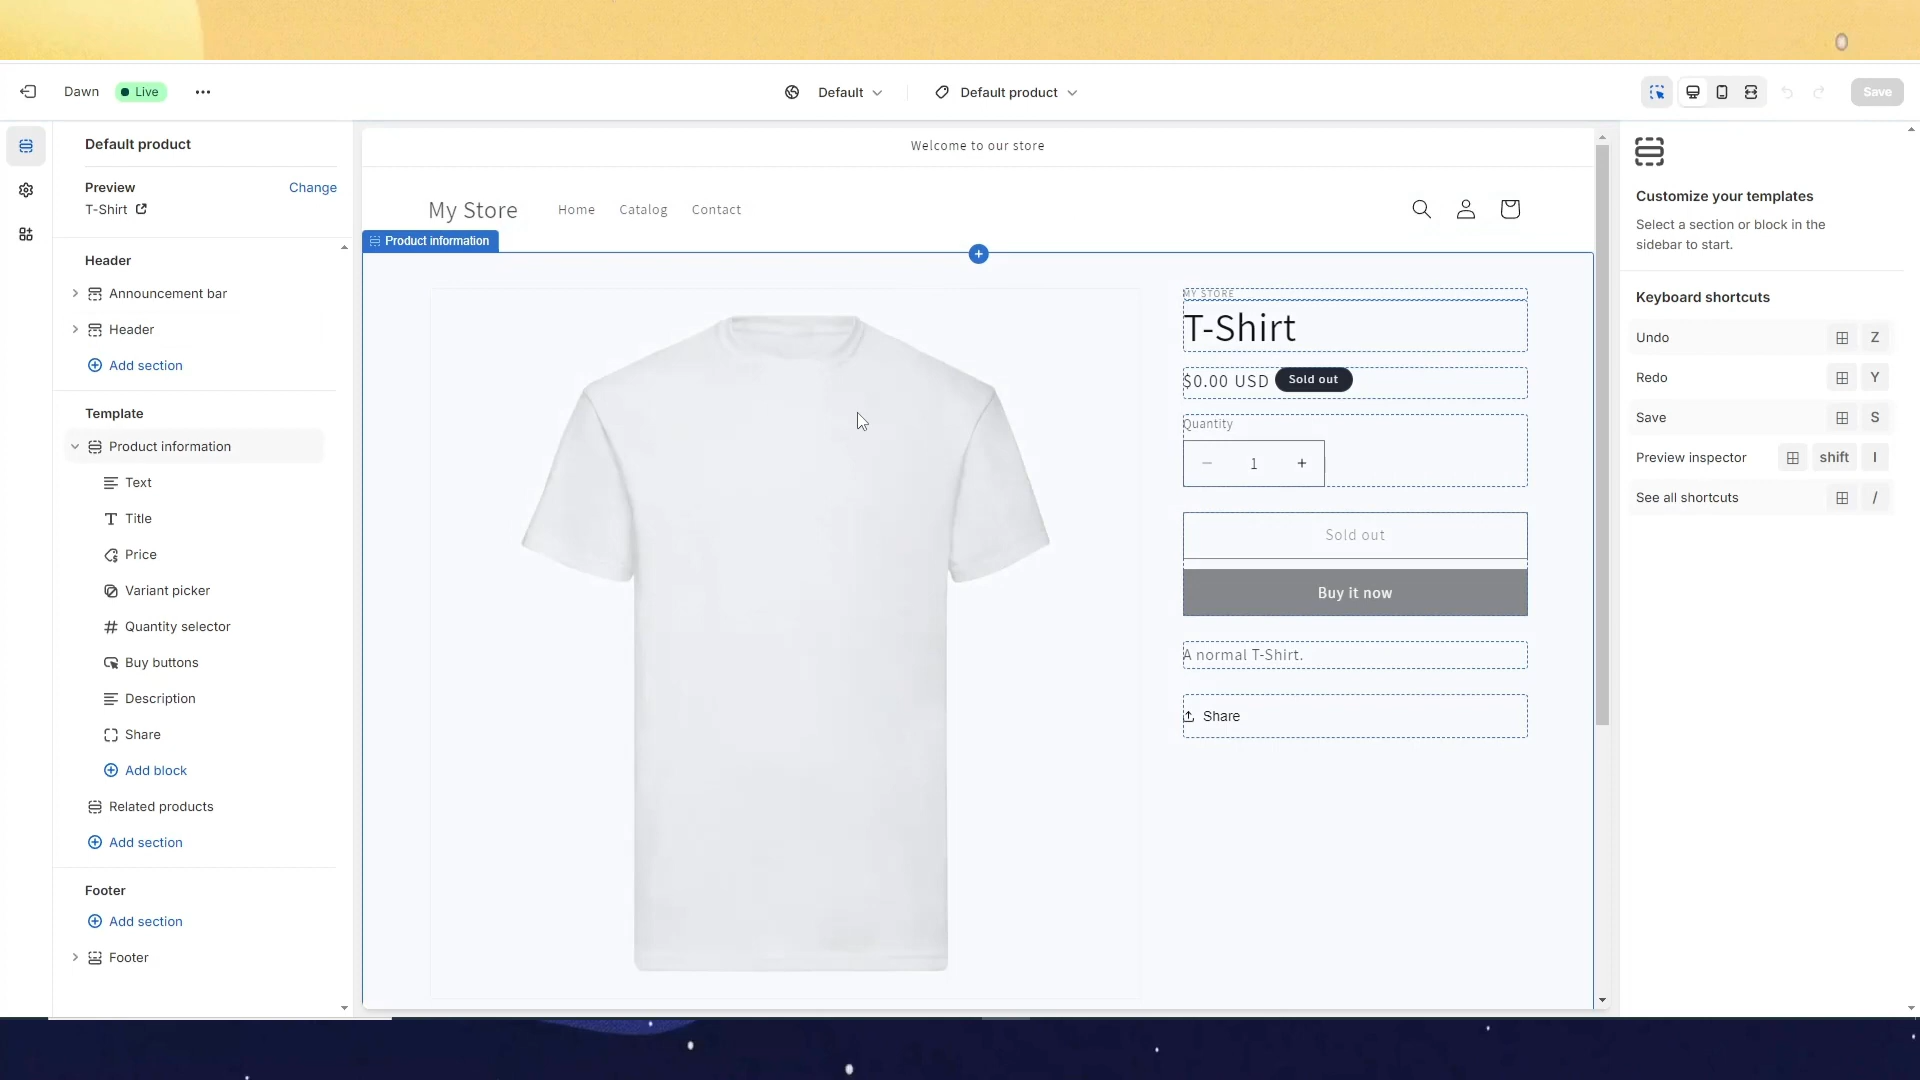 Dawn
Live
Default
Default product
Save
Default product
Preview
Change
T-Shirt
Header
Announcement bar
Header
Add section
Template
Product information
Text
Title
Price
Variant picker
Quantity selector
Buy buttons
Description
Share
Add block
Related products
Add section
Footer
Add section
Footer
Welcome to our store
My Store
Home
Catalog
Contact
Product information
MY STORE
T-Shirt
$0.00 USD
Sold out
Quantity
1
Sold out
Buy it now
A normal T-Shirt.
Share
Customize your templates
Select a section or block in the
sidebar to start.
Keyboard shortcuts
Undo Z
Redo Y
Save S
Preview inspector shift I
See all shortcuts /